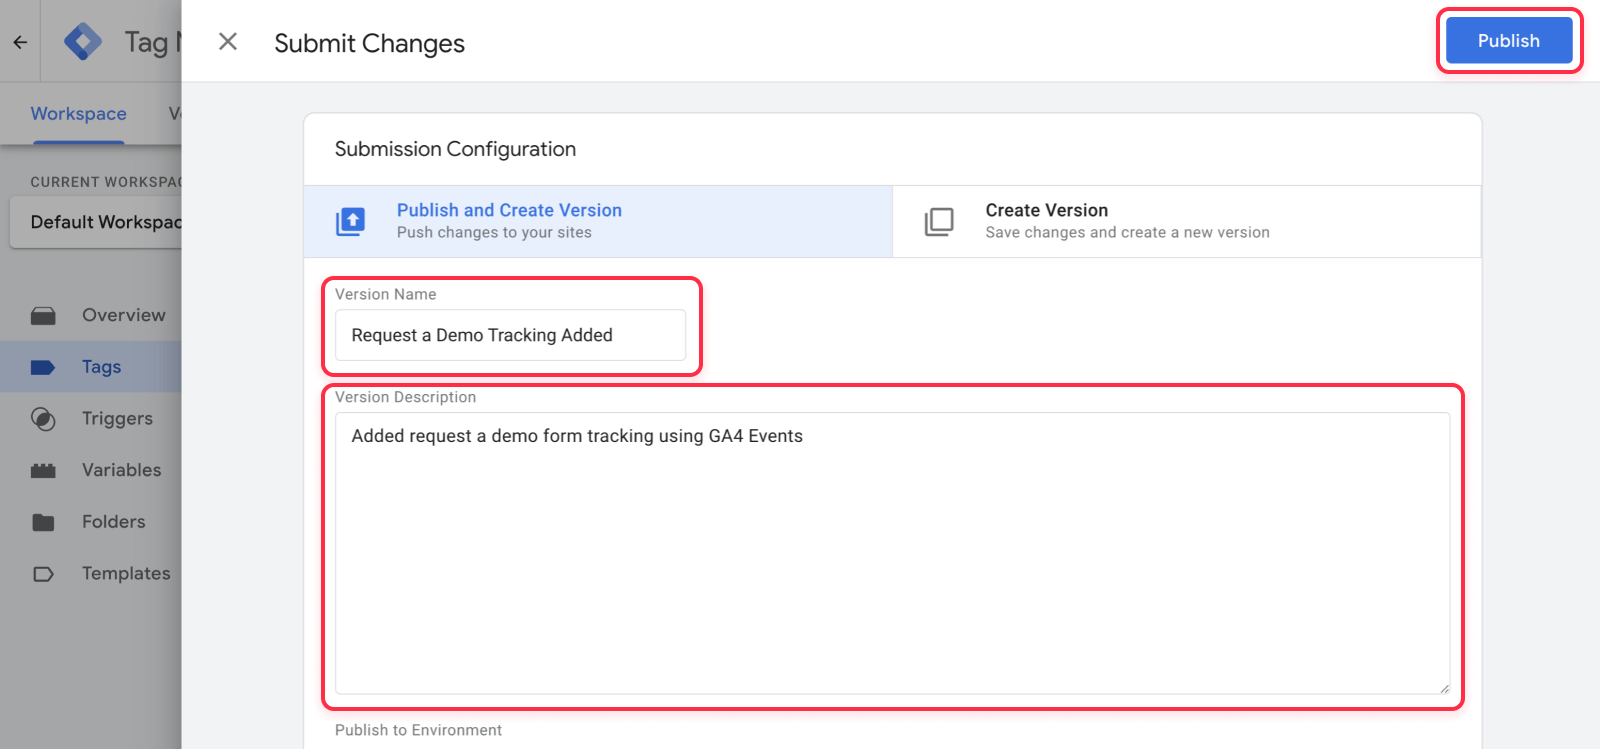 Tag
Submit Changes
Publish
Workspace
CURRENT WORKSPAC
Default Workspac
Overview
Tags
Triggers
Variables
Folders
Templates
Submission Configuration
Publish and Create Version
Push changes to your sites
Create Version
Save changes and create a new version
Version Name
Request a Demo Tracking Added
Version Description
Added request a demo form tracking using GA4 Events
Publish to Environment